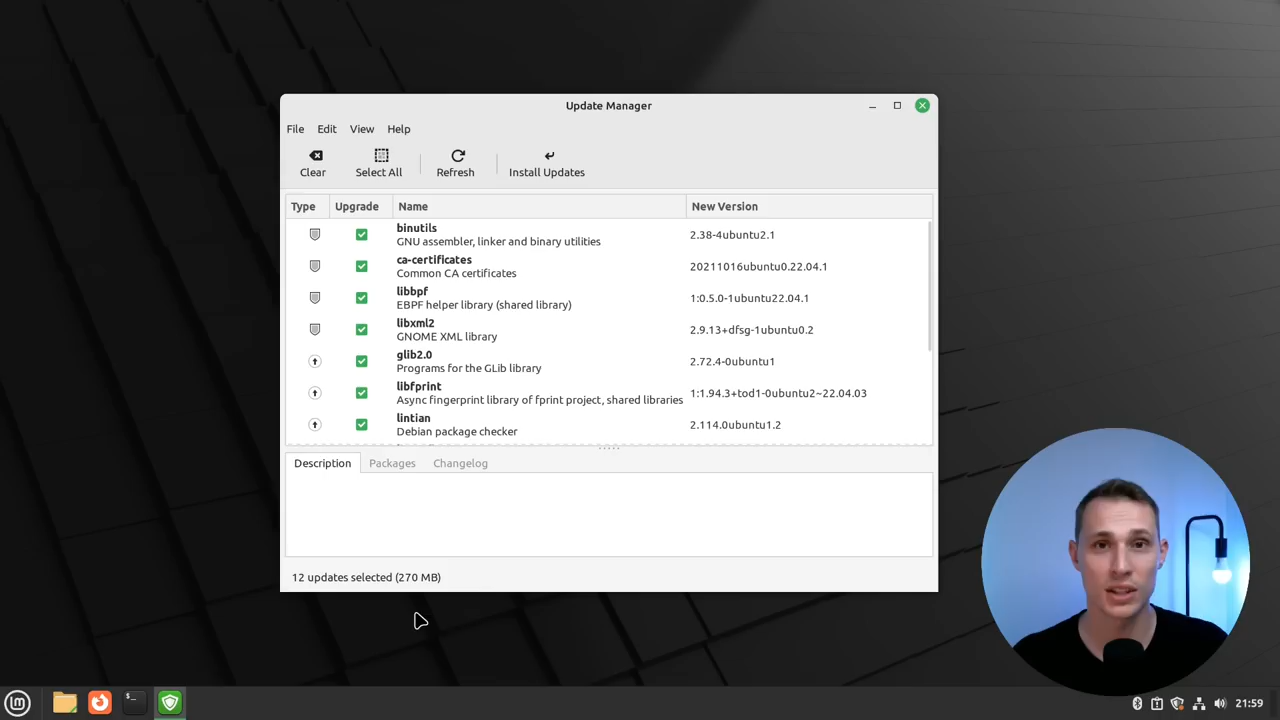 Update Manager
File Edit View Help
Clear Select All Refresh Install Updates
Type Upgrade Name New Version
binutils
GNU assembler, linker and binary utilities 2.38-4ubuntu2.1
ca-certificates
Common CA certificates 20211016ubuntu0.22.04.1
libbpf
EBPF helper library (shared library) 1:0.5.0-1ubuntu22.04.1
libxml2
GNOME XML library 2.9.13+dfsg-1ubuntu0.2
glib2.0
Programs for the GLib library 2.72.4-0ubuntu1
libfprint
Async fingerprint library of fprint project, shared libraries 1:1.94.3+tod1-0ubuntu2~22.04.03
lintian
Debian package checker 2.114.0ubuntu1.2
Description Packages Changelog
12 updates selected (270 MB)
21:59